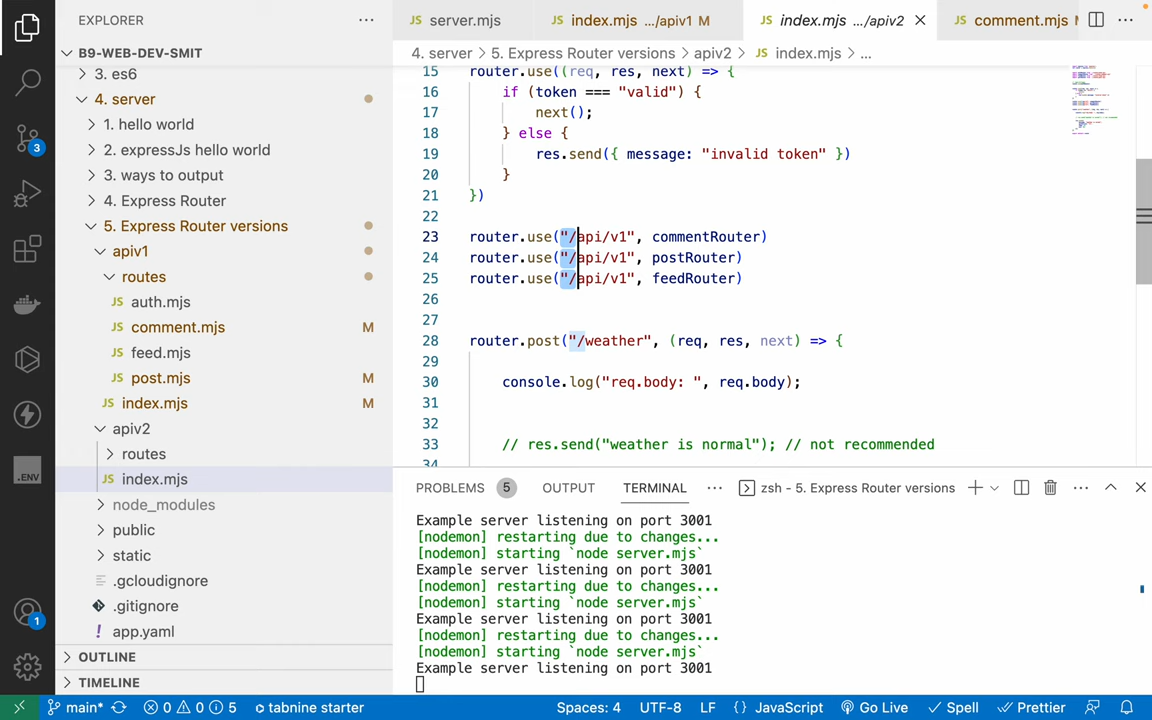 EXPLORER
B9-WEB-DEV-SMIT
3. es6
4. server
1. hello world
2. expressJs hello world
3. ways to output
4. Express Router
5. Express Router versions
apiv1
routes
auth.mjs
comment.mjs M
feed.mjs
post.mjs M
index.mjs M
apiv2
routes
index.mjs
node_modules
public
static
.gcloudignore
.gitignore
app.yaml
OUTLINE
TIMELINE
server.mjs index.mjs .../apiv1 M index.mjs .../apiv2 comment.mjs
4. server > 5. Express Router versions > apiv2 > index.mjs > ...
15 router.use((req, res, next) => {
16 if (token === "valid") {
17 next();
18 } else {
19 res.send({ message: "invalid token" })
20 }
21 })
22
23 router.use("/api/v1", commentRouter)
24 router.use("/api/v1", postRouter)
25 router.use("/api/v1", feedRouter)
26
27
28 router.post("/weather", (req, res, next) => {
29
30 console.log("req.body: ", req.body);
31
32
33 // res.send("weather is normal"); // not recommended
34
PROBLEMS 5 OUTPUT TERMINAL zsh - 5. Express Router versions
Example server listening on port 3001
[nodemon] restarting due to changes...
[nodemon] starting `node server.mjs`
Example server listening on port 3001
[nodemon] restarting due to changes...
[nodemon] starting `node server.mjs`
Example server listening on port 3001
[nodemon] restarting due to changes...
[nodemon] starting `node server.mjs`
Example server listening on port 3001
3
.ENV
1
main* 0 0 5 tabnine starter Spaces: 4 UTF-8 LF {} JavaScript Go Live Spell Prettier